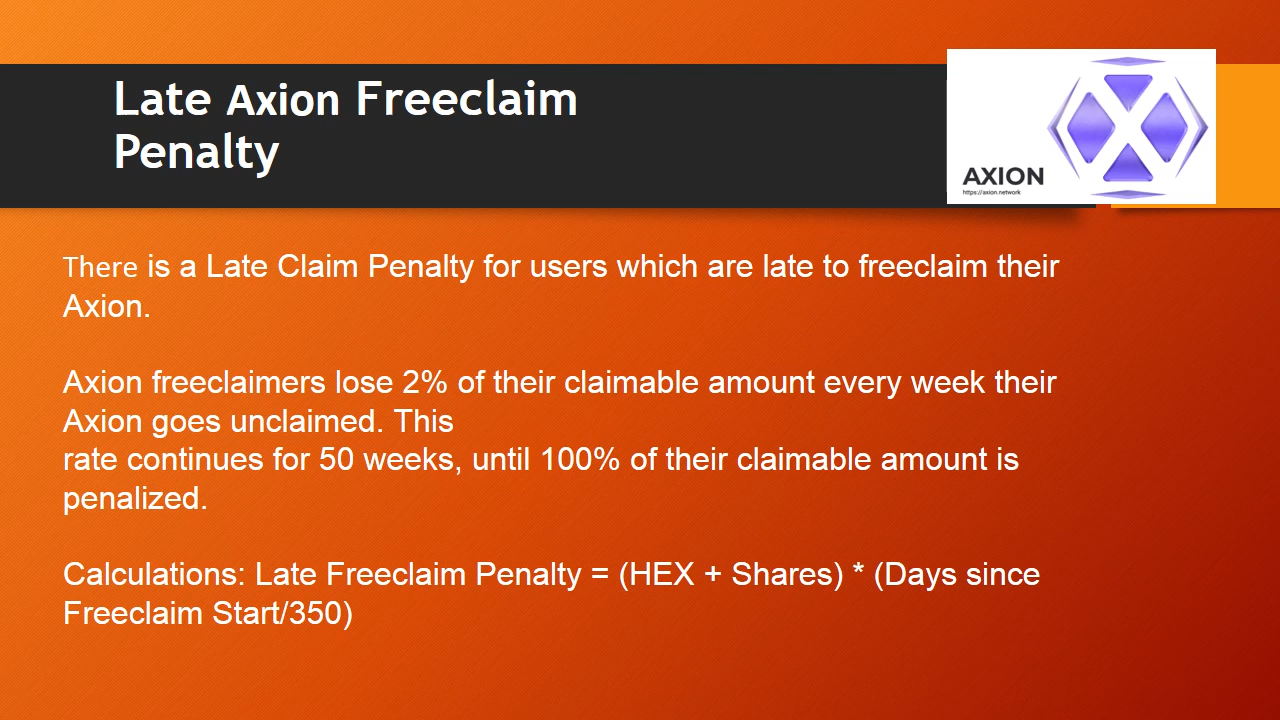 Late Axion Freeclaim
Penalty
AXION
https://axion.network
There is a Late Claim Penalty for users which are late to freeclaim their
Axion.
Axion freeclaimers lose 2% of their claimable amount every week their
Axion goes unclaimed. This
rate continues for 50 weeks, until 100% of their claimable amount is
penalized.
Calculations: Late Freeclaim Penalty = (HEX + Shares) * (Days since
Freeclaim Start/350)